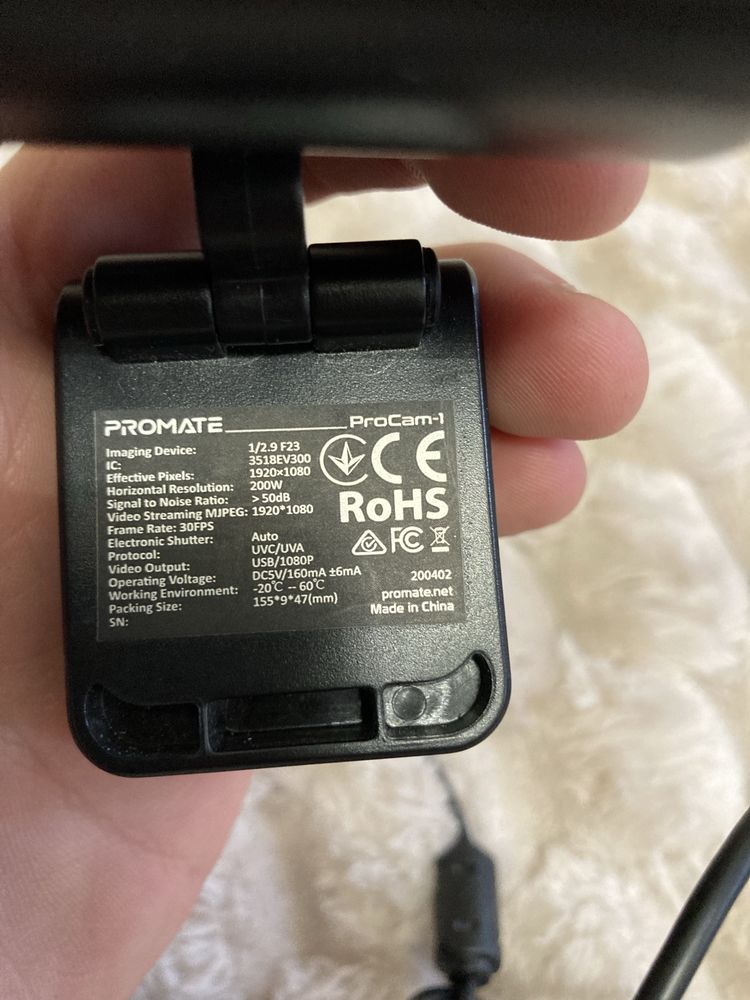 PROMATE ProCam-1
Imaging Device: 1/2.9 F23
IC: 3518EV300
Effective Pixels: 1920×1080
Horizontal Resolution: 200W
Signal to Noise Ratio: > 50dB
Video Streaming MJPEG: 1920*1080
Frame Rate: 30FPS
Electronic Shutter: Auto
Protocol: UVC/UVA
Video Output: USB/1080P
Operating Voltage: DC5V/160mA ±6mA
Working Environment: -20℃ -- 60℃
Packing Size: 155*9*47(mm)
SN:
CE
RoHS
FC
200402
promate.net
Made in China